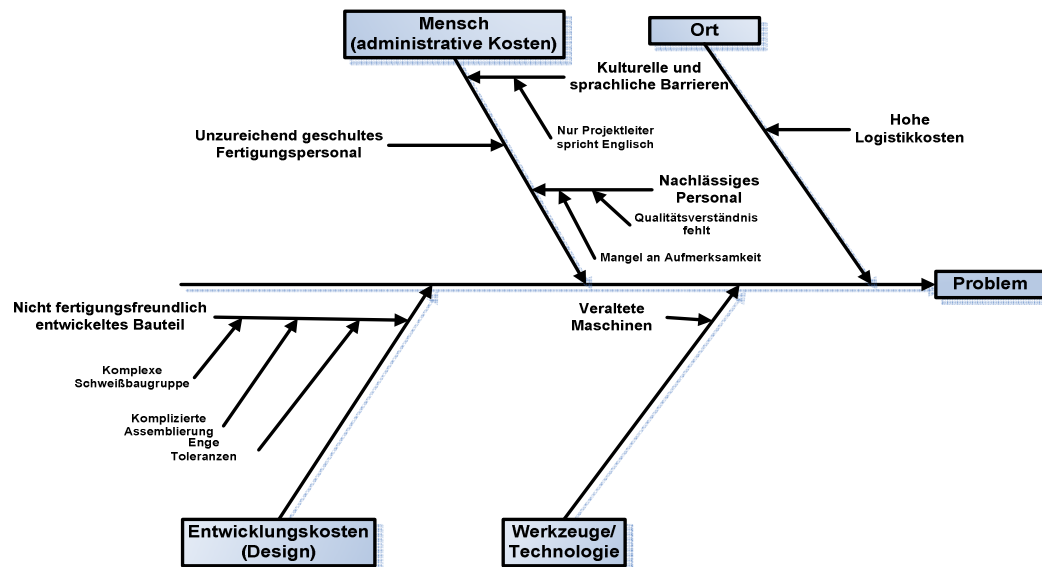 Mensch
(administrative Kosten)
Ort
Kulturelle und
sprachliche Barrieren
Nur Projektleiter
spricht Englisch
Unzureichend geschultes
Fertigungspersonal
Hohe
Logistikkosten
Nachlässiges
Personal
Qualitätsverständnis
fehlt
Mangel an Aufmerksamkeit
Problem
Nicht fertigungsfreundlich
entwickeltes Bauteil
Veraltete
Maschinen
Komplexe
Schweißbaugruppe
Komplizierte
Assemblierung
Enge
Toleranzen
Entwicklungskosten
(Design)
Werkzeuge/
Technologie